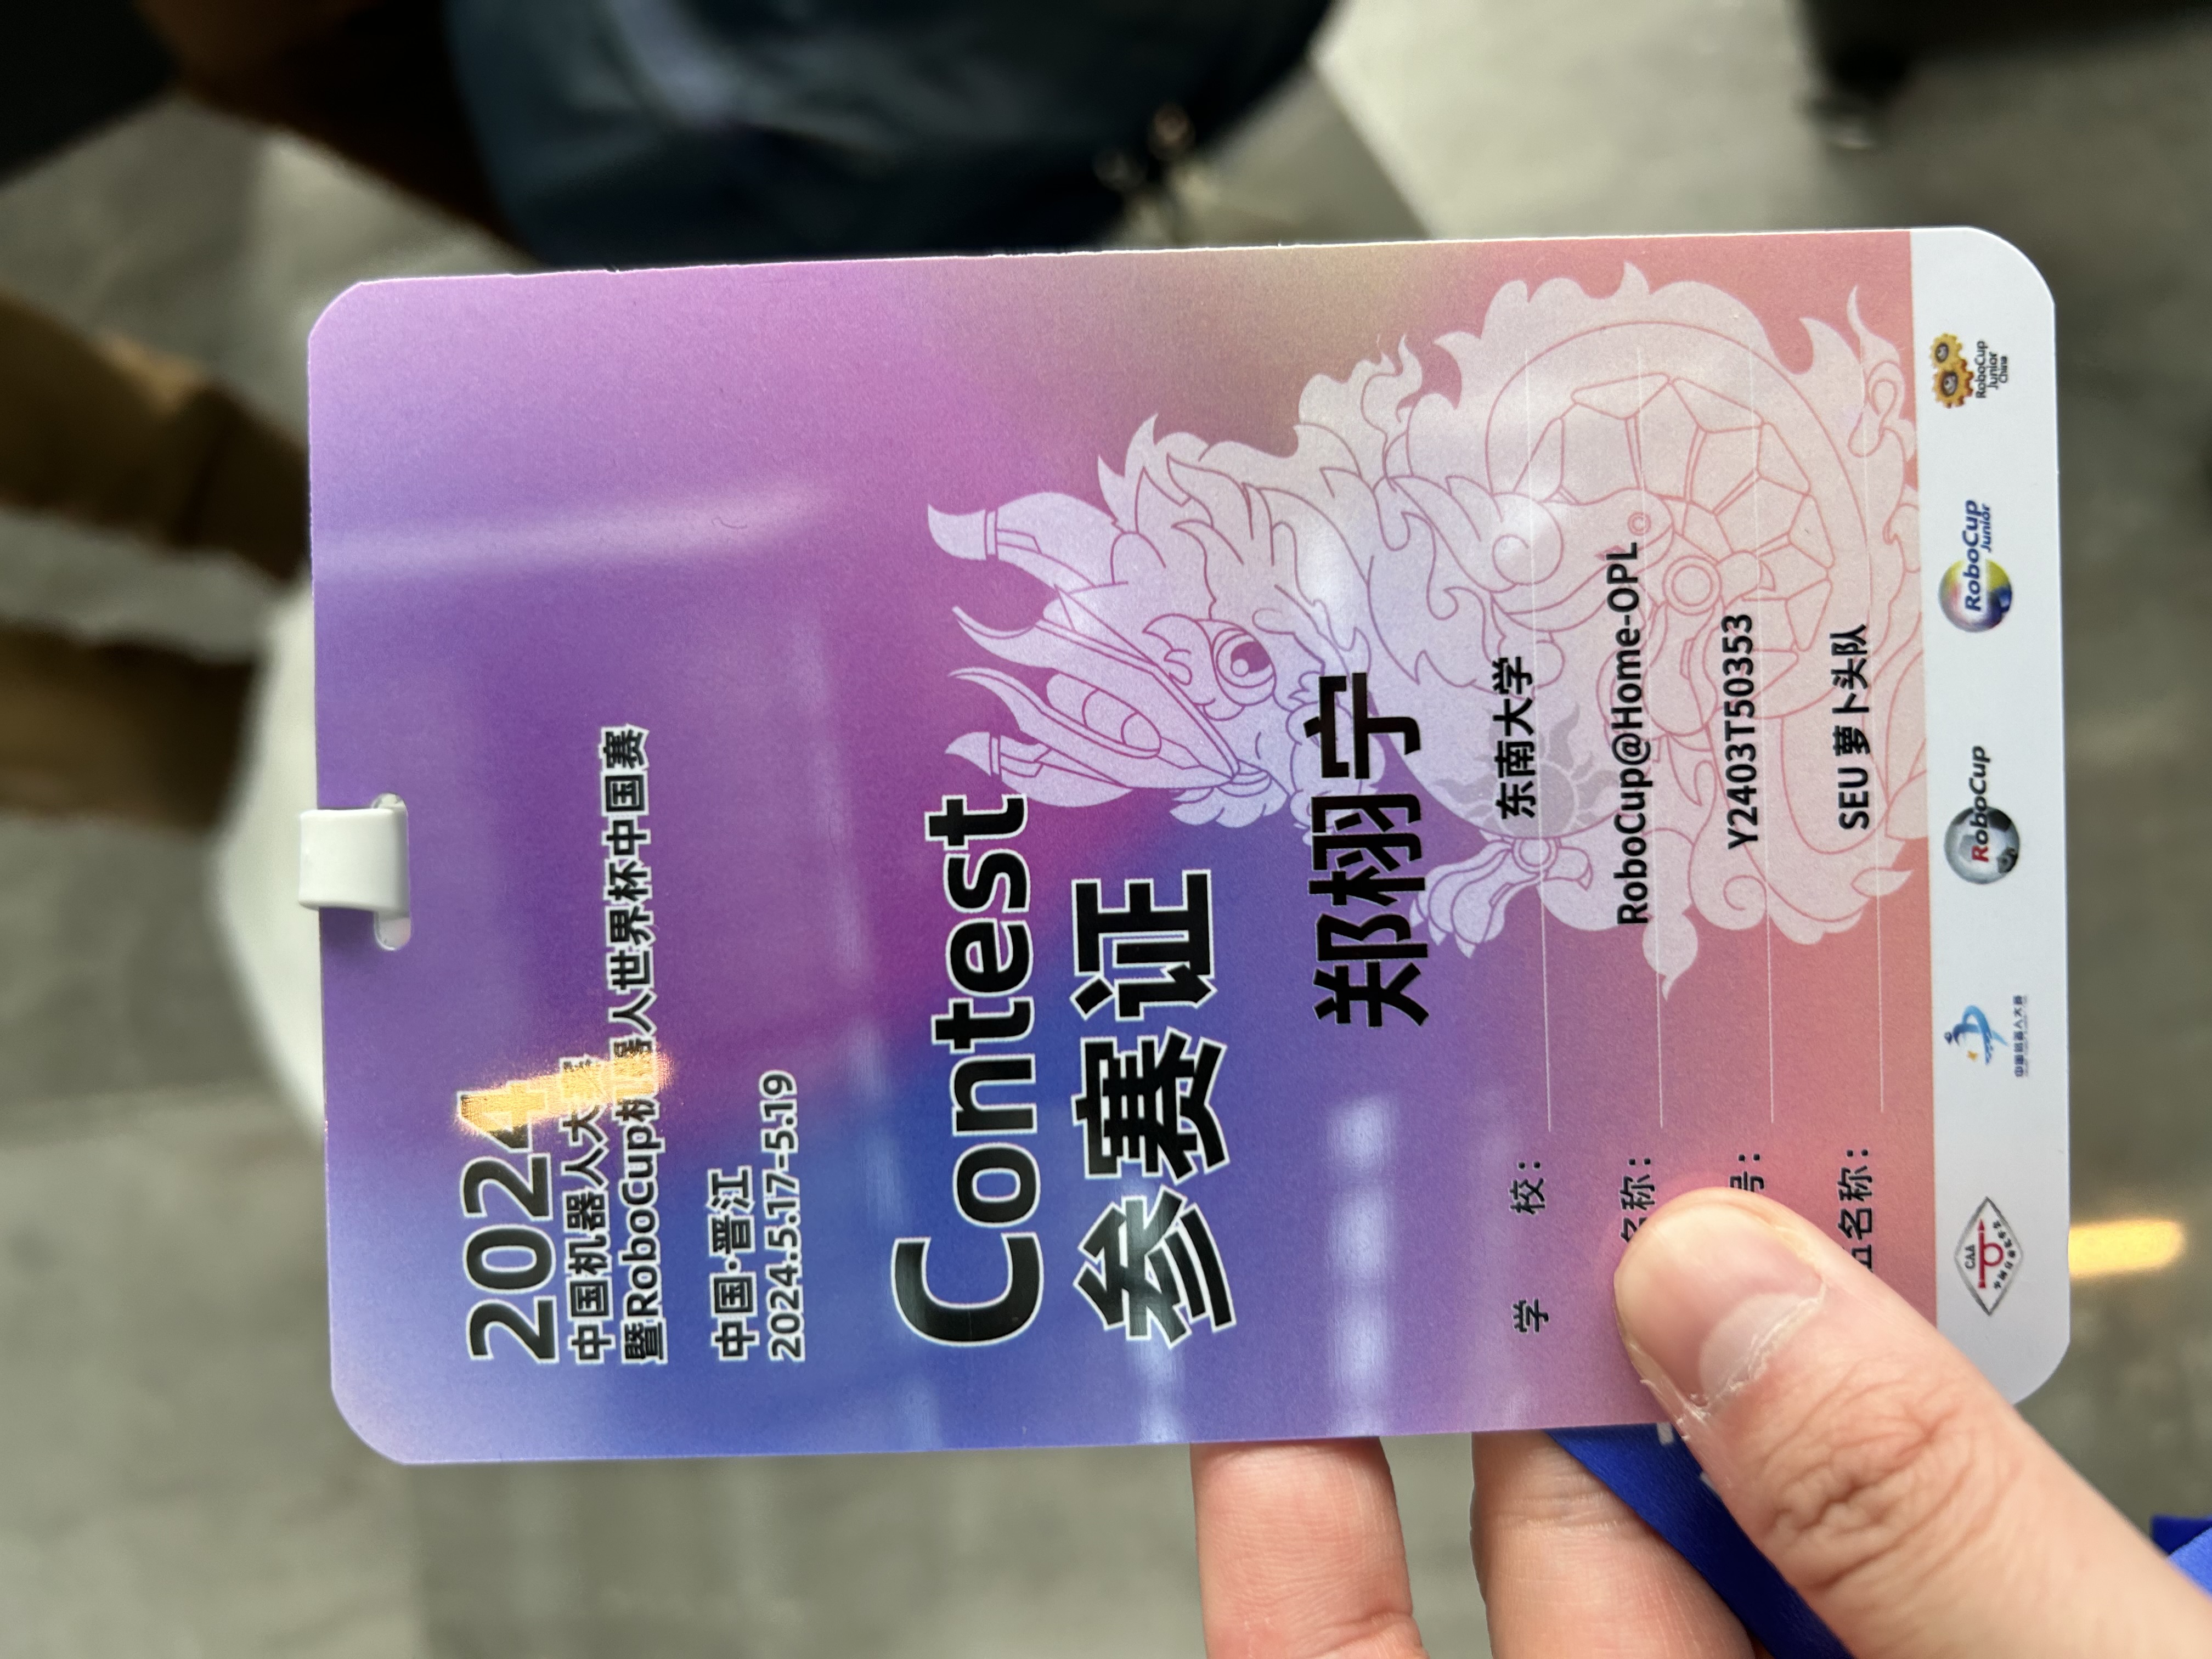 2024
中国机器人大赛
暨RoboCup机器人世界杯中国赛
中国·晋江
2024.5.17-5.19
Contest
参赛证
郑栩宁
学 校： 东南大学
名称： RoboCup@Home-OPL
号： Y2403T50353
伍名称： SEU 萝卜头队
CAA
中国自动化学会
中国机器人大赛
RoboCup
RoboCup
Junior
RoboCup
Junior
China